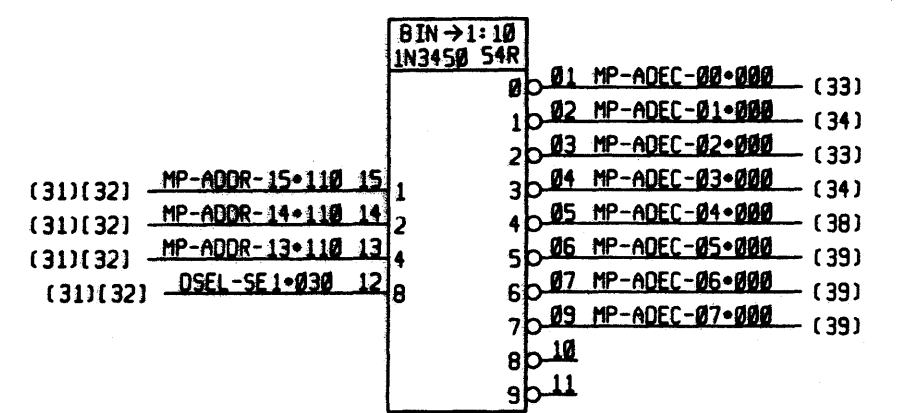 BIN→1:10
1N3450 54R
0 01 MP-ADEC-00•000 (33)
1 02 MP-ADEC-01•000 (34)
2 03 MP-ADEC-02•000 (33)
(31)[32] MP-ADDR-15•110 15 1 3 04 MP-ADEC-03•000 (34)
(31)[32] MP-ADDR-14•110 14 2 4 05 MP-ADEC-04•000 (38)
(31)[32] MP-ADDR-13•110 13 4 5 06 MP-ADEC-05•000 (39)
(31)[32] DSEL-SE1•030 12 8 6 07 MP-ADEC-06•000 (39)
7 09 MP-ADEC-07•000 (39)
8 10
9 11